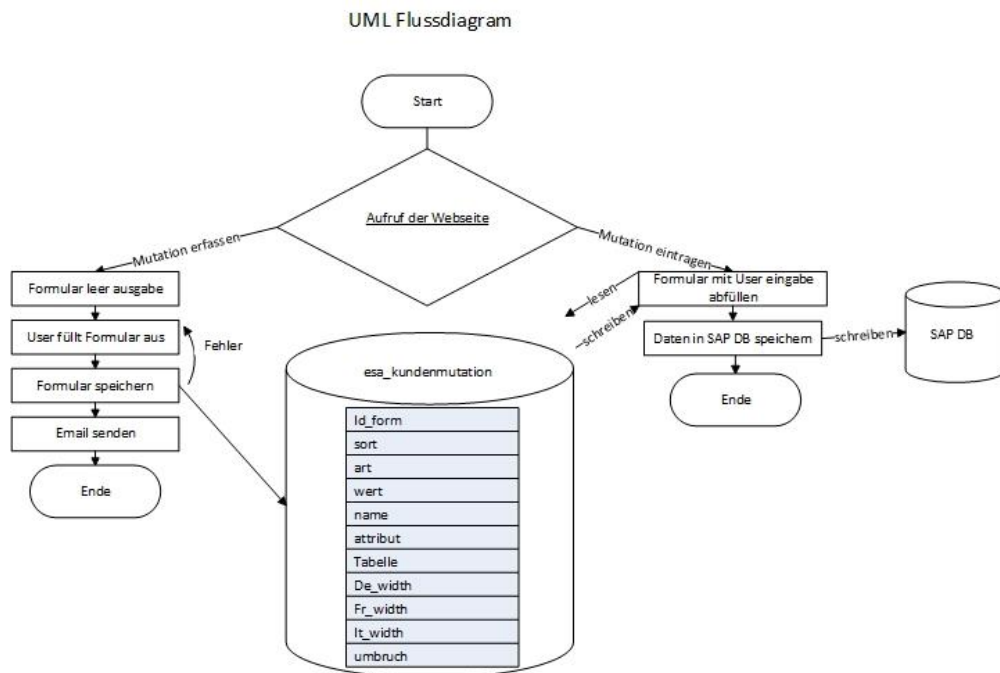 UML Flussdiagram
Start
Aufruf der Webseite
Mutation erfassen
Mutation eintragen
Formular leer ausgabe
User füllt Formular aus
Fehler
Formular speichern
Email senden
Ende
lesen
schreiben
Formular mit User eingabe
abfüllen
Daten in SAP DB speichern
schreiben
SAP DB
Ende
esa_kundenmutation
Id_form
sort
art
wert
name
attribut
Tabelle
De_width
Fr_width
It_width
umbruch